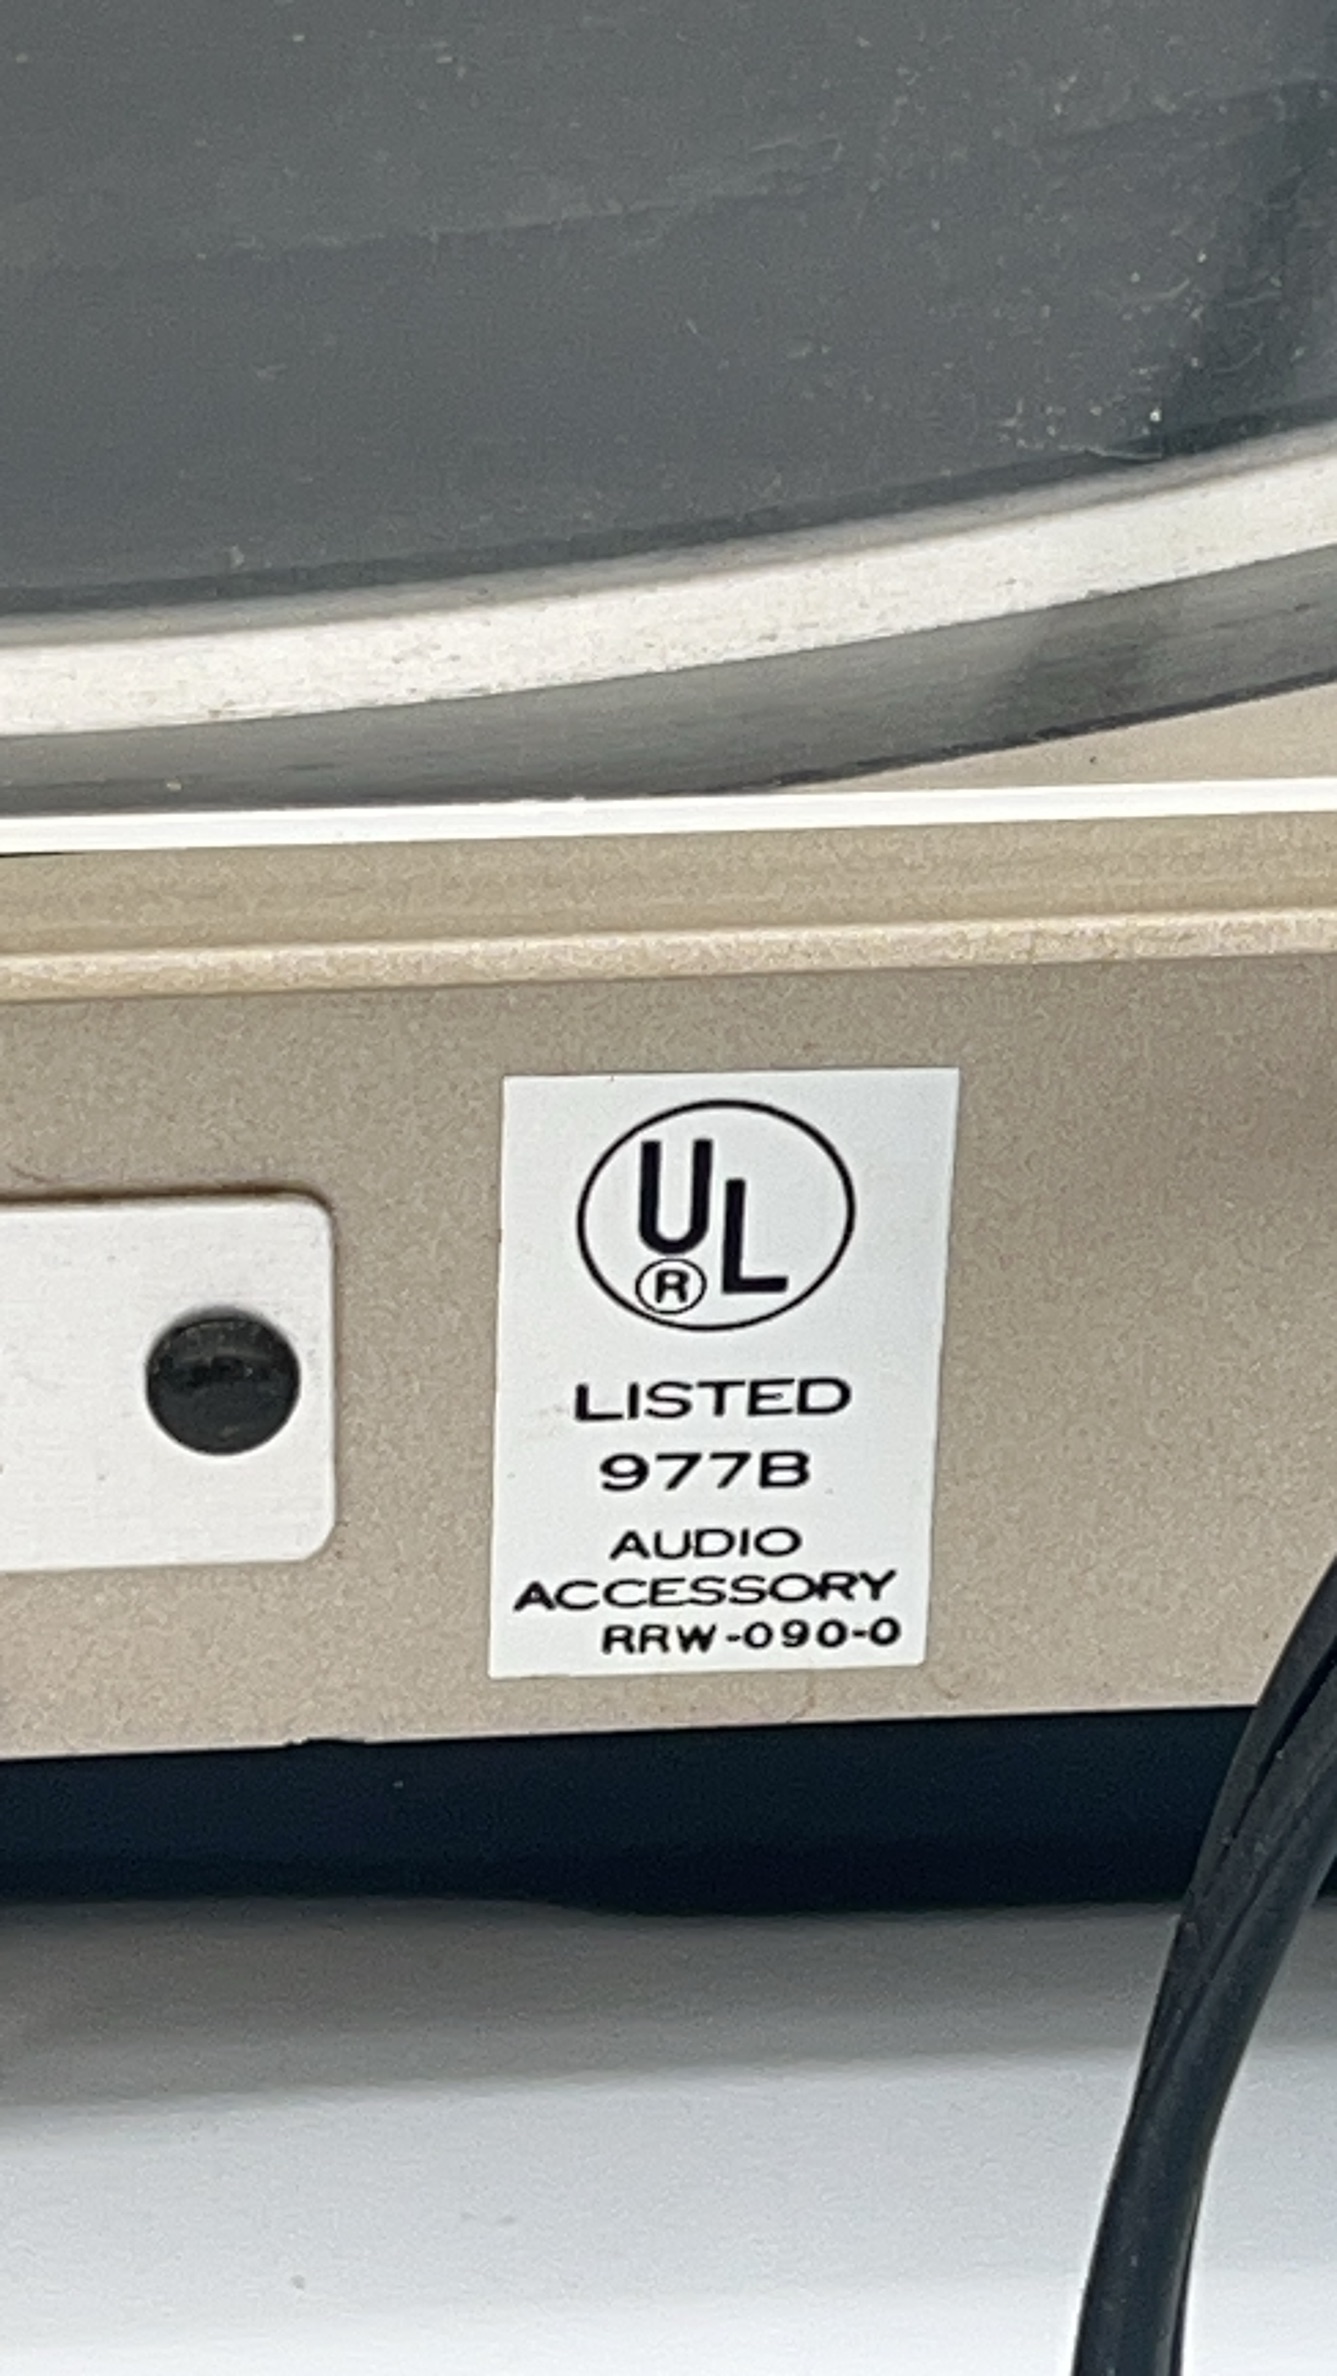 UL
®
LISTED
977B
AUDIO
ACCESSORY
RRW-090-0